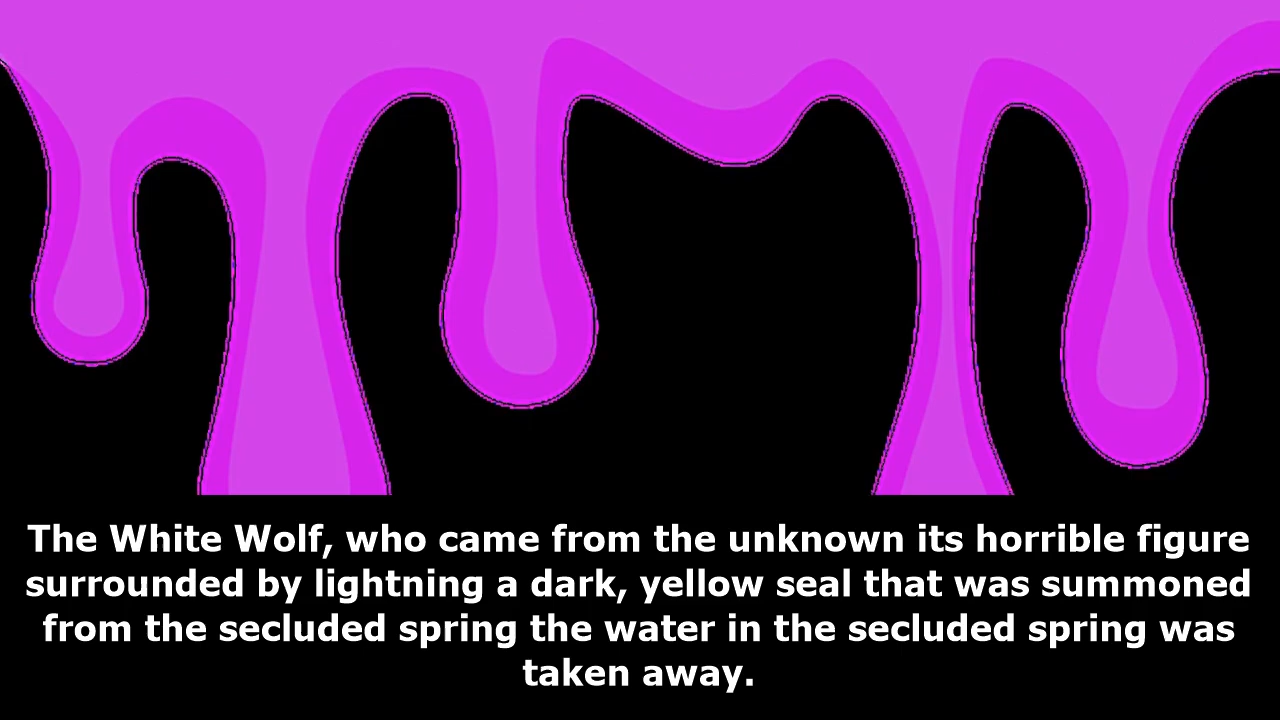 The White Wolf, who came from the unknown its horrible figure
surrounded by lightning a dark, yellow seal that was summoned
from the secluded spring the water in the secluded spring was
taken away.